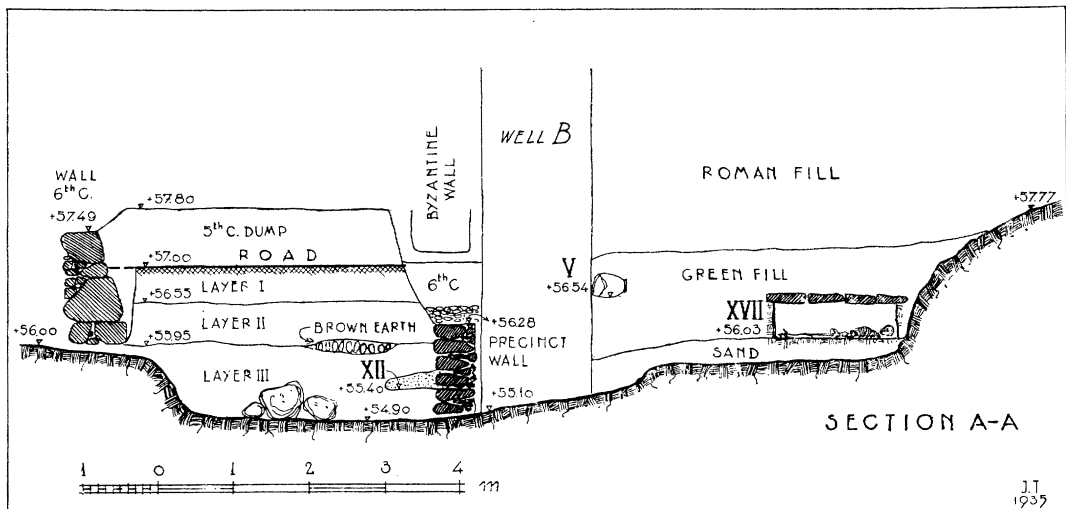 WALL
6th C.
+57.49
+57.80
5th C. DUMP
ROAD
+57.00
LAYER I
+56.55
LAYER II
+56.00
+55.95
BROWN EARTH
LAYER III
XII
+55.40
+54.90
BYZANTINE
WALL
6th C
+56.28
PRECINCT
WALL
+55.10
WELL B
ROMAN FILL
+57.77
V
+56.54
GREEN FILL
XVII
+56.03
SAND
SECTION A-A
1 0 1 2 3 4 m
J.T
1935